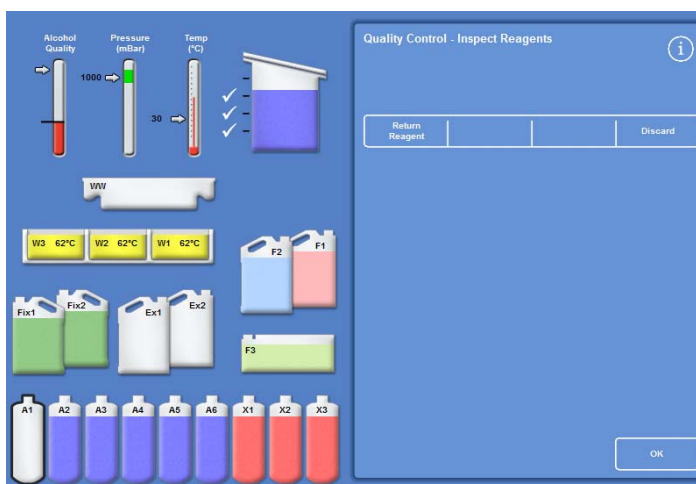 Alcohol
Quality
Pressure
(mBar)
Temp
(°C)
1000
30
WW
W3 62°C
W2 62°C
W1 62°C
Fix1
Fix2
Ex1
Ex2
F2
F1
F3
A1
A2
A3
A4
A5
A6
X1
X2
X3
Quality Control - Inspect Reagents
i
Return
Reagent
Discard
OK